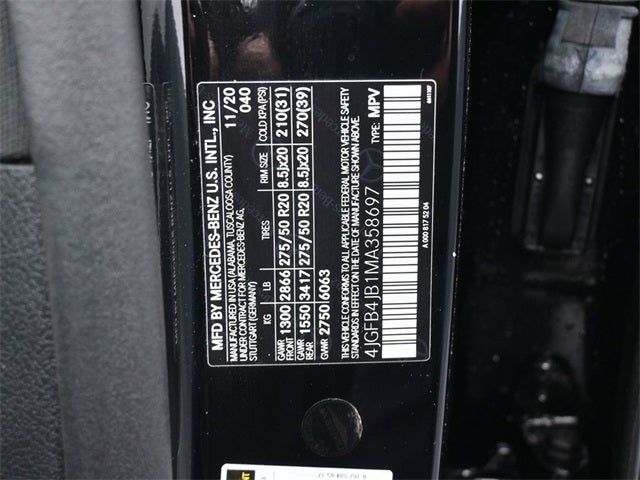 MFD BY MERCEDES-BENZ U.S. INTL., INC 11/20
MANUFACTURED IN USA (ALABAMA, TUSCALOOSA COUNTY) 040
UNDER CONTRACT FOR MERCEDES-BENZ AG,
STUTTGART (GERMANY)
KG LB TIRES RIM SIZE COLD KPA(PSI)
GAWR FRONT 1300 2866 275/50 R20 8.5Jx20 210(31)
GAWR REAR 1550 3417 275/50 R20 8.5Jx20 270(39)
GVWR 2750 6063
THIS VEHICLE CONFORMS TO ALL APPLICABLE FEDERAL MOTOR VEHICLE SAFETY
STANDARDS IN EFFECT ON THE DATE OF MANUFACTURE SHOWN ABOVE.
4JGFB4JB1MA358697 TYPE: MPV
A 000 817 52 04